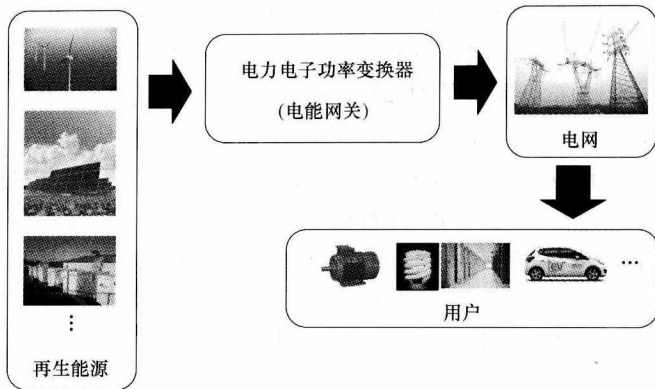 电力电子功率变换器
(电能网关)
电网
用户
再生能源